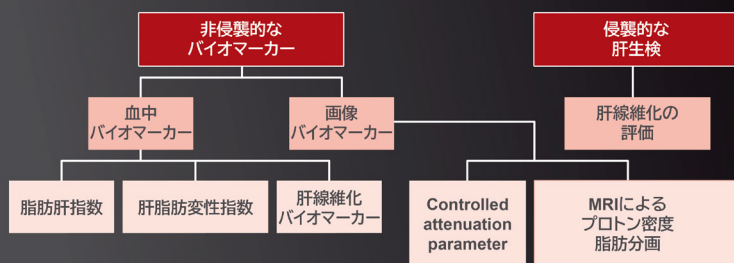 非侵襲的な
バイオマーカー
侵襲的な
肝生検
血中
バイオマーカー
画像
バイオマーカー
肝線維化の
評価
脂肪肝指数
肝脂肪変性指数
肝線維化
バイオマーカー
Controlled
attenuation
parameter
MRIによる
プロトン密度
脂肪分画